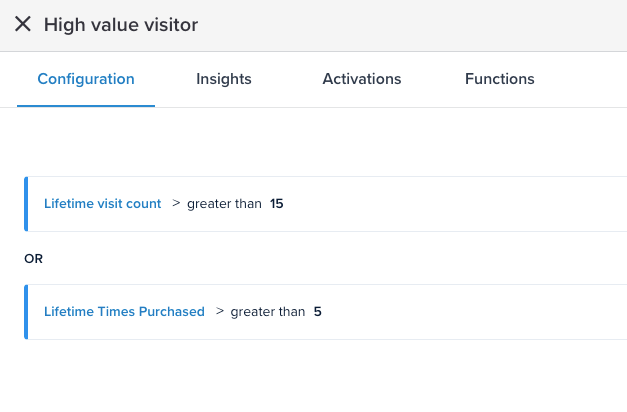 High value visitor
Configuration Insights Activations Functions
Lifetime visit count > greater than 15
OR
Lifetime Times Purchased > greater than 5